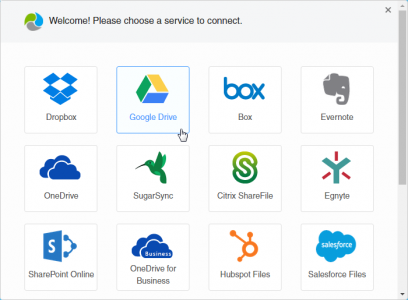 Welcome! Please choose a service to connect.
Dropbox
Google Drive
box
Box
Evernote
OneDrive
SugarSync
Citrix ShareFile
Egnyte
S
SharePoint Online
Business
OneDrive for
Business
Hubspot Files
salesforce
Salesforce Files